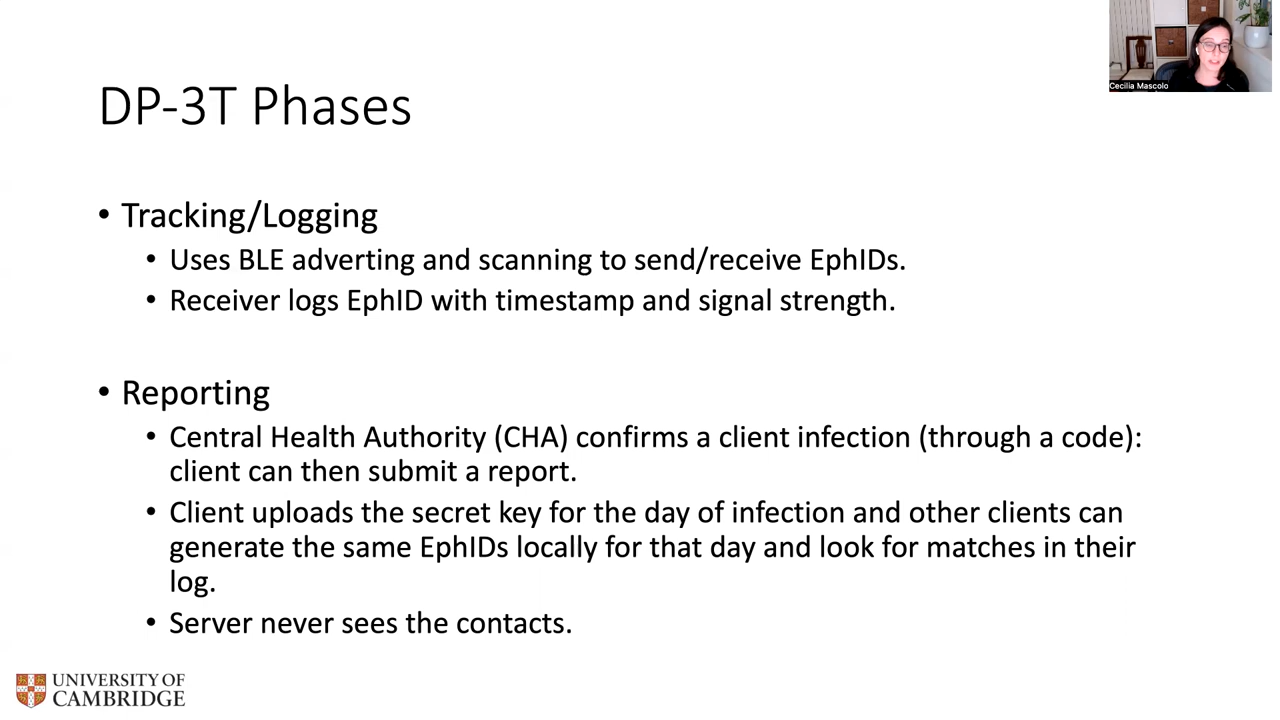 Cecilia Mascolo
DP-3T Phases
• Tracking/Logging
• Uses BLE adverting and scanning to send/receive EphIDs.
• Receiver logs EphID with timestamp and signal strength.
• Reporting
• Central Health Authority (CHA) confirms a client infection (through a code):
client can then submit a report.
• Client uploads the secret key for the day of infection and other clients can
generate the same EphIDs locally for that day and look for matches in their
log.
• Server never sees the contacts.
UNIVERSITY OF
CAMBRIDGE